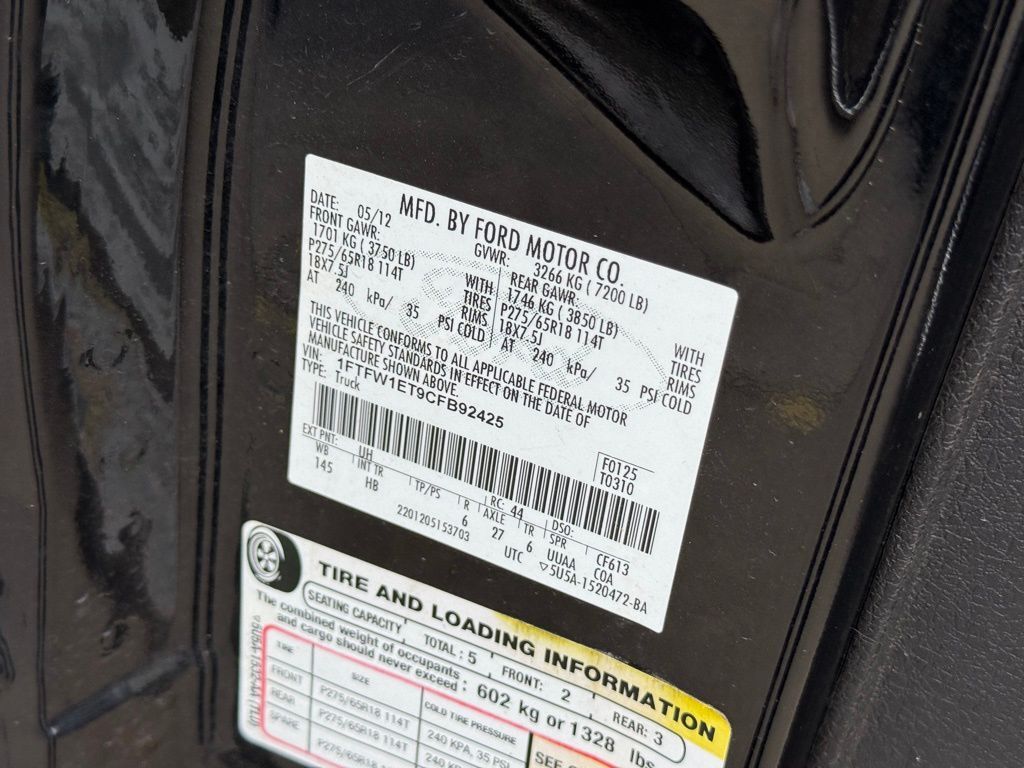 MFD. BY FORD MOTOR CO.
DATE: 05/12 GVWR: 3266 KG ( 7200 LB)
FRONT GAWR: REAR GAWR:
1701 KG ( 3750 LB) WITH 1746 KG ( 3850 LB) WITH
P275/65R18 114T TIRES P275/65R18 114T TIRES
18X7.5J RIMS 18X7.5J RIMS
AT 240 kPa/ 35 PSI COLD AT 240 kPa/ 35 PSI COLD
THIS VEHICLE CONFORMS TO ALL APPLICABLE FEDERAL MOTOR
VEHICLE SAFETY STANDARDS IN EFFECT ON THE DATE OF
MANUFACTURE SHOWN ABOVE.
VIN: 1FTFW1ET9CFB92425
TYPE: Truck
F0125
T0310
EXT PNT: UH RC: 44 DSO:
WB INT TR TP/PS R AXLE TR SPR CF613
145 HB 6 27 6 UUAA COA
2201205153703 UTC ▽5U5A-1520472-BA
TIRE AND LOADING INFORMATION
SEATING CAPACITY TOTAL : 5 FRONT: 2 REAR: 3
The combined weight of occupants
and cargo should never exceed : 602 kg or 1328 lbs
TIRE SIZE COLD TIRE PRESSURE
FRONT P275/65R18 114T 240 KPA, 35 PSI
REAR P275/65R18 114T 240 KPA
SPARE P275/65R18 114T
SEE